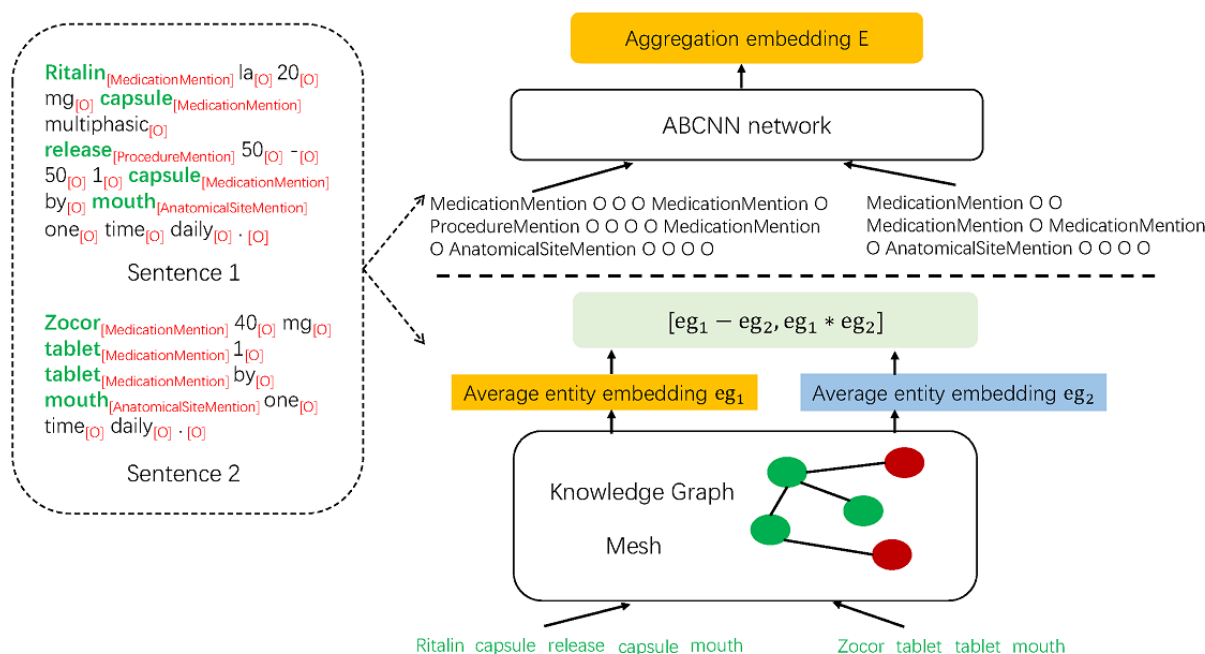 Ritalin[MedicationMention] la[O] 20[O]
mg[O] capsule[MedicationMention]
multiphasic[O]
release[ProcedureMention] 50[O] -[O]
50[O] 1[O] capsule[MedicationMention]
by[O] mouth[AnatomicalSiteMention]
one[O] time[O] daily[O] . [O]
Sentence 1
Zocor[MedicationMention] 40[O] mg[O]
tablet[MedicationMention] 1[O]
tablet[MedicationMention] by[O]
mouth[AnatomicalSiteMention] one[O]
time[O] daily[O] . [O]
Sentence 2
Aggregation embedding E
ABCNN network
MedicationMention O O O MedicationMention O
ProcedureMention O O O O MedicationMention
O AnatomicalSiteMention O O O O
MedicationMention O O
MedicationMention O MedicationMention
O AnatomicalSiteMention O O O O
[eg₁ − eg₂, eg₁ * eg₂]
Average entity embedding eg₁
Average entity embedding eg₂
Knowledge Graph
Mesh
Ritalin capsule release capsule mouth
Zocor tablet tablet mouth